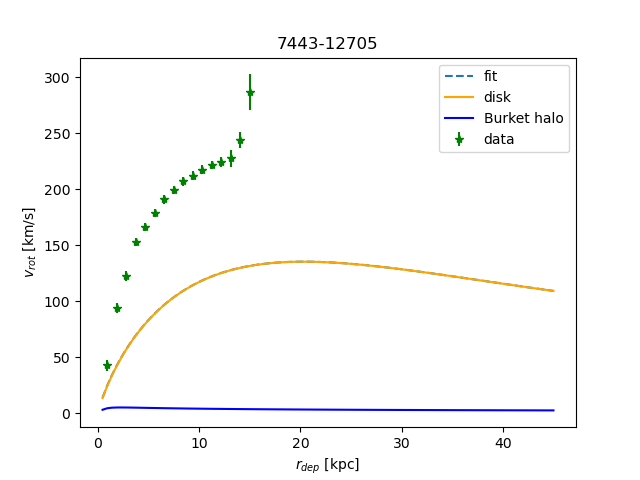 7443-12705
fit
disk
Burket halo
data
300
250
200
150
100
50
0
v_rot [km/s]
0 10 20 30 40
r_dep [kpc]